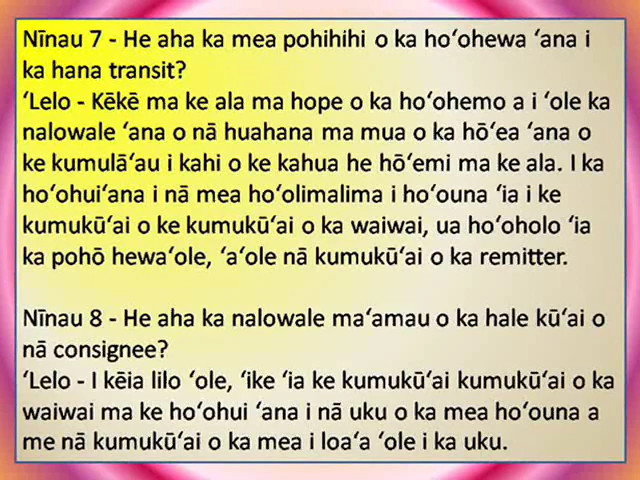 Nīnau 7 - He aha ka mea pohihihi o ka hoʻohewa ʻana i
ka hana transit?
ʻLelo - Kēkē ma ke ala ma hope o ka hoʻohemo a i ʻole ka
nalowale ʻana o nā huahana ma mua o ka hōʻea ʻana o
ke kumulāʻau i kahi o ke kahua he hōʻemi ma ke ala. I ka
hoʻohuiʻana i nā mea hoʻolimalima i hoʻouna ʻia i ke
kumukūʻai o ke kumukūʻai o ka waiwai, ua hoʻoholo ʻia
ka pohō hewaʻole, ʻaʻole nā kumukūʻai o ka remitter.

Nīnau 8 - He aha ka nalowale maʻamau o ka hale kūʻai o
nā consignee?
ʻLelo - I kēia lilo ʻole, ʻike ʻia ke kumukūʻai kumukūʻai o ka
waiwai ma ke hoʻohui ʻana i nā uku o ka mea hoʻouna a
me nā kumukūʻai o ka mea i loaʻa ʻole i ka uku.